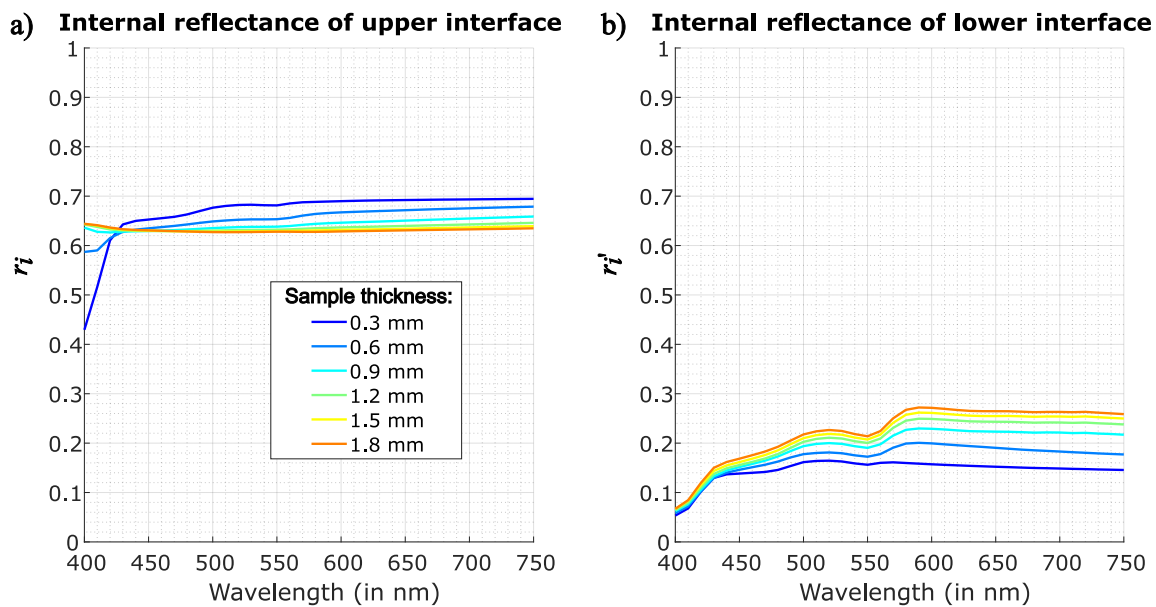 a) Internal reflectance of upper interface
1
0.9
0.8
0.7
0.6
0.5
0.4
0.3
0.2
0.1
0
ri
Sample thickness:
0.3 mm
0.6 mm
0.9 mm
1.2 mm
1.5 mm
1.8 mm
400 450 500 550 600 650 700 750
Wavelength (in nm)
b) Internal reflectance of lower interface
1
0.9
0.8
0.7
0.6
0.5
0.4
0.3
0.2
0.1
0
ri'
400 450 500 550 600 650 700 750
Wavelength (in nm)